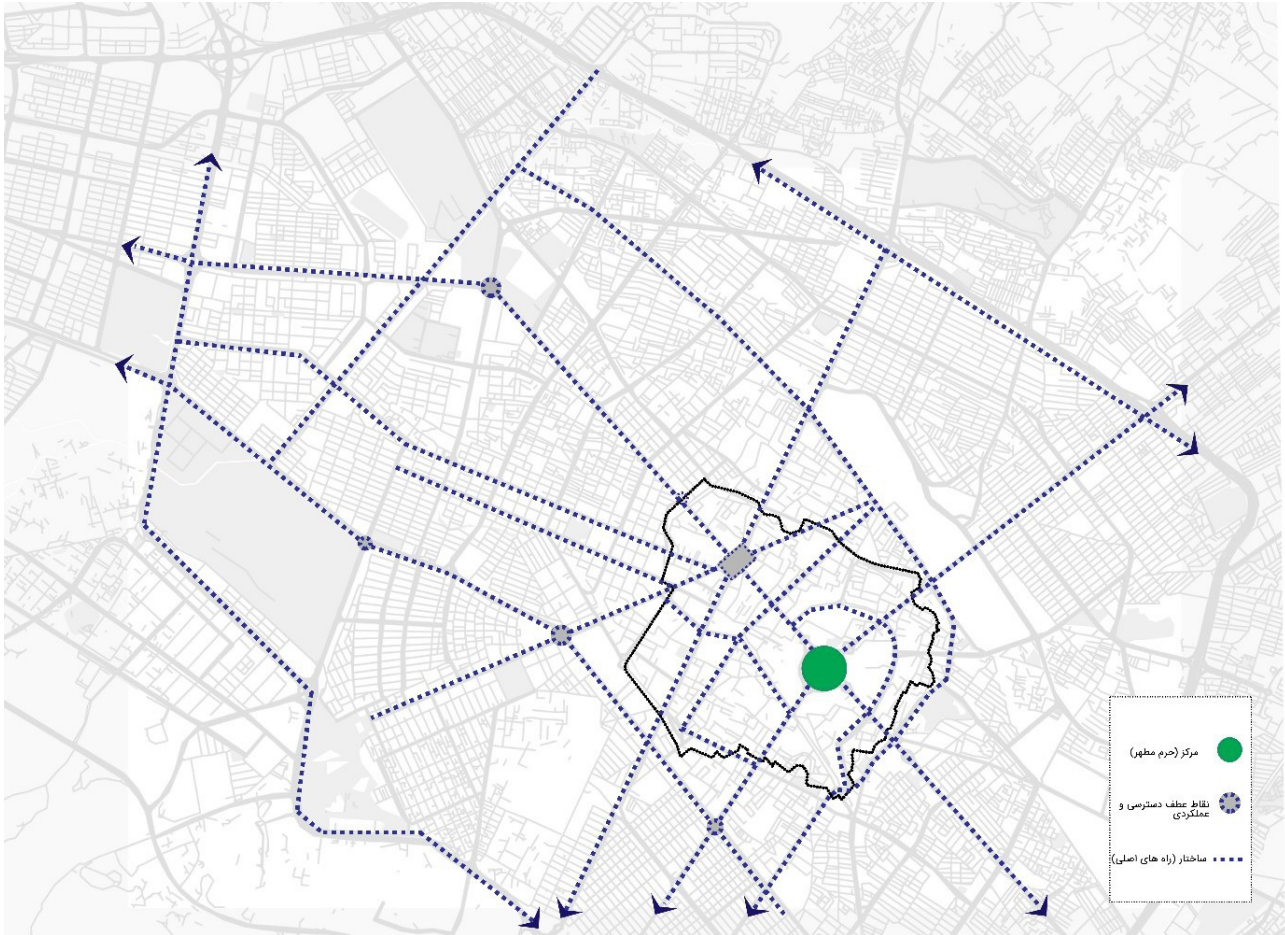 مرکز (حرم مطهر)
نقاط عطف دسترسی و
عملکردی
ساختار (راه های اصلی)